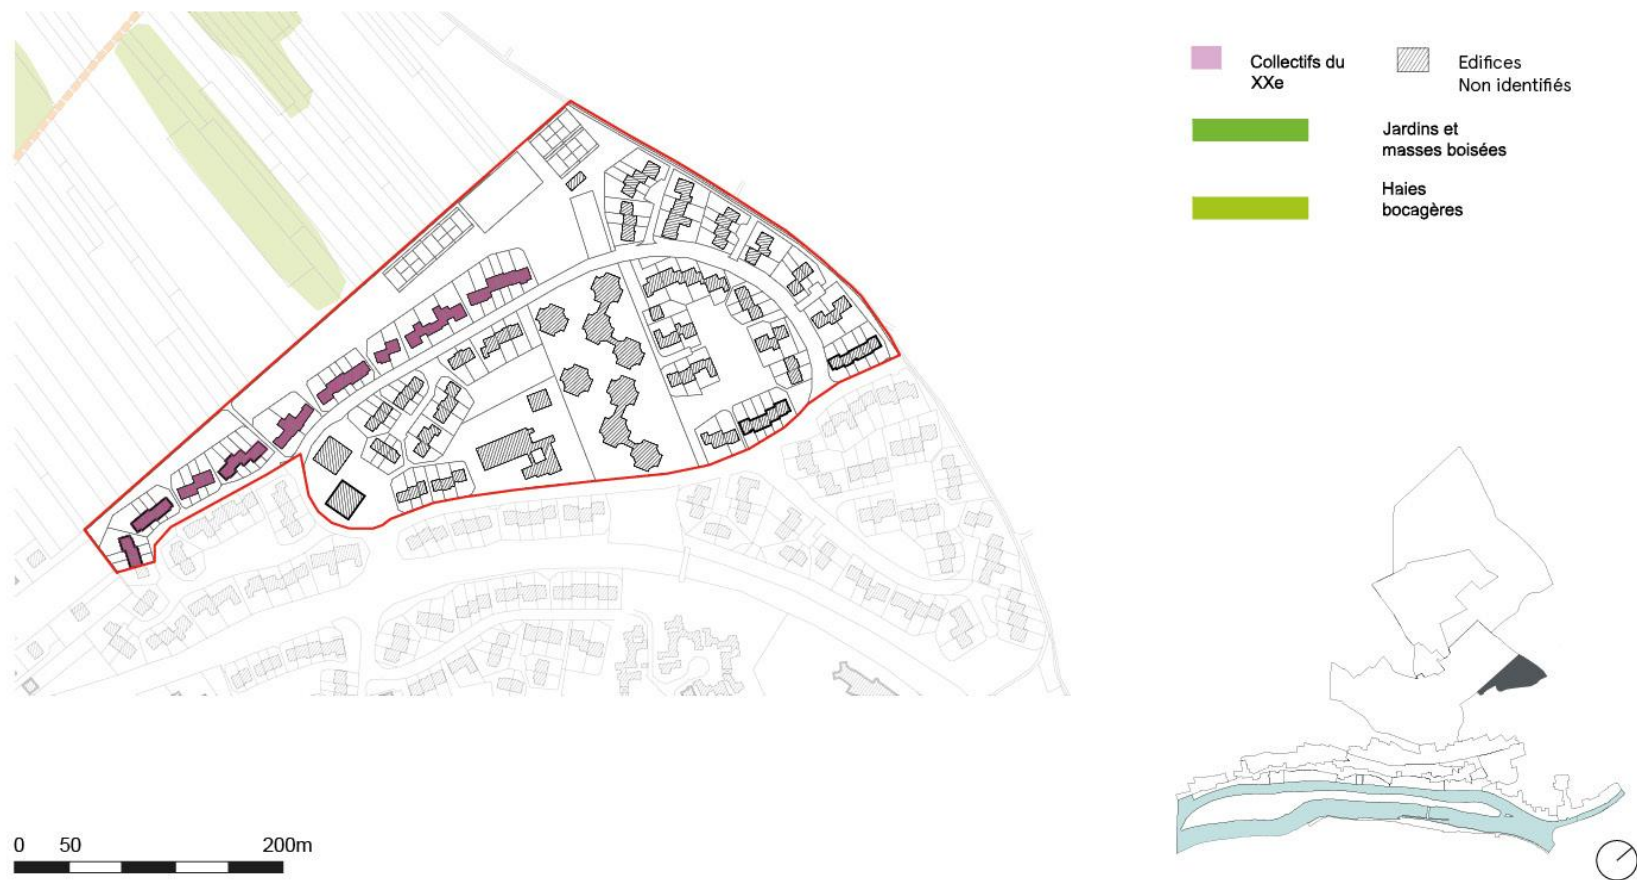 Collectifs du
XXe
Edifices
Non identifiés
Jardins et
masses boisées
Haies
bocagères
0 50 200m